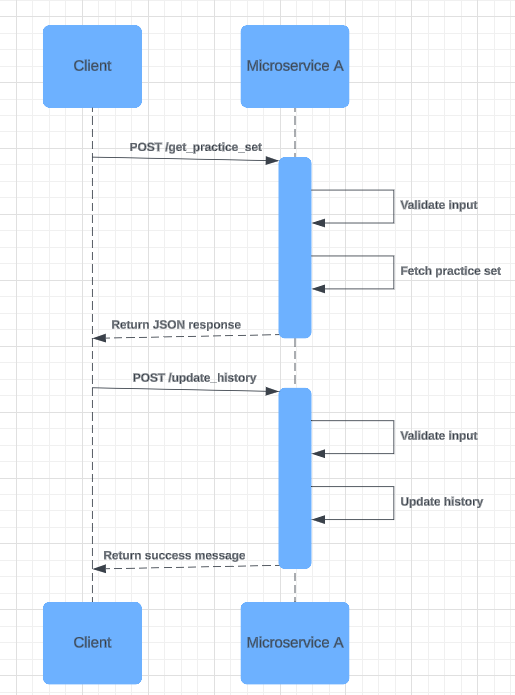 Client
Microservice A
POST /get_practice_set
Validate input
Fetch practice set
Return JSON response
POST /update_history
Validate input
Update history
Return success message
Client
Microservice A